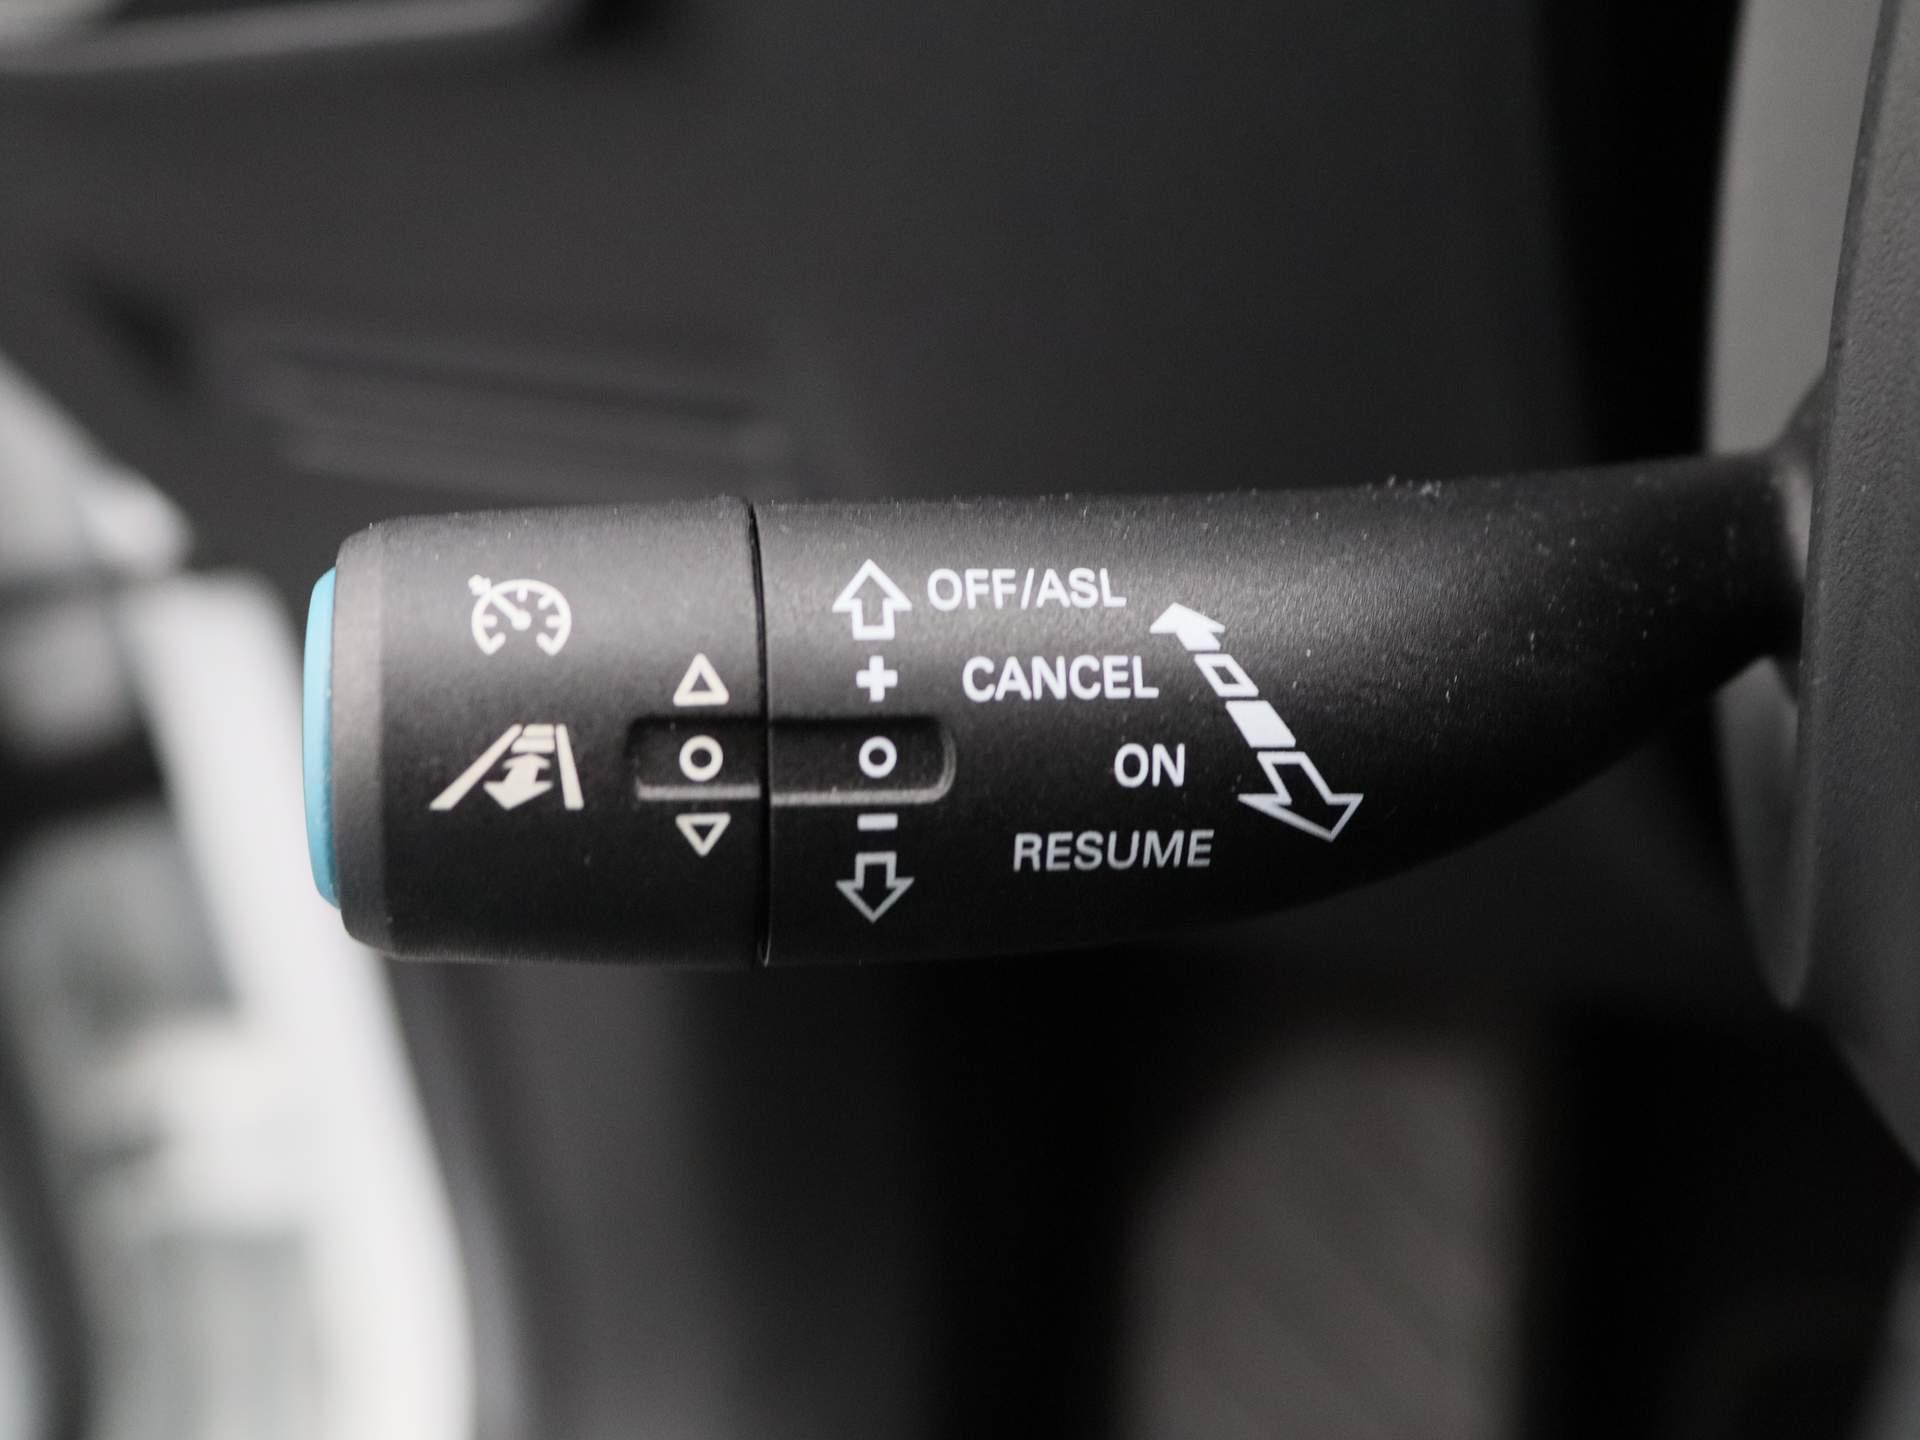 OFF/ASL
+ CANCEL
ON
−
RESUME